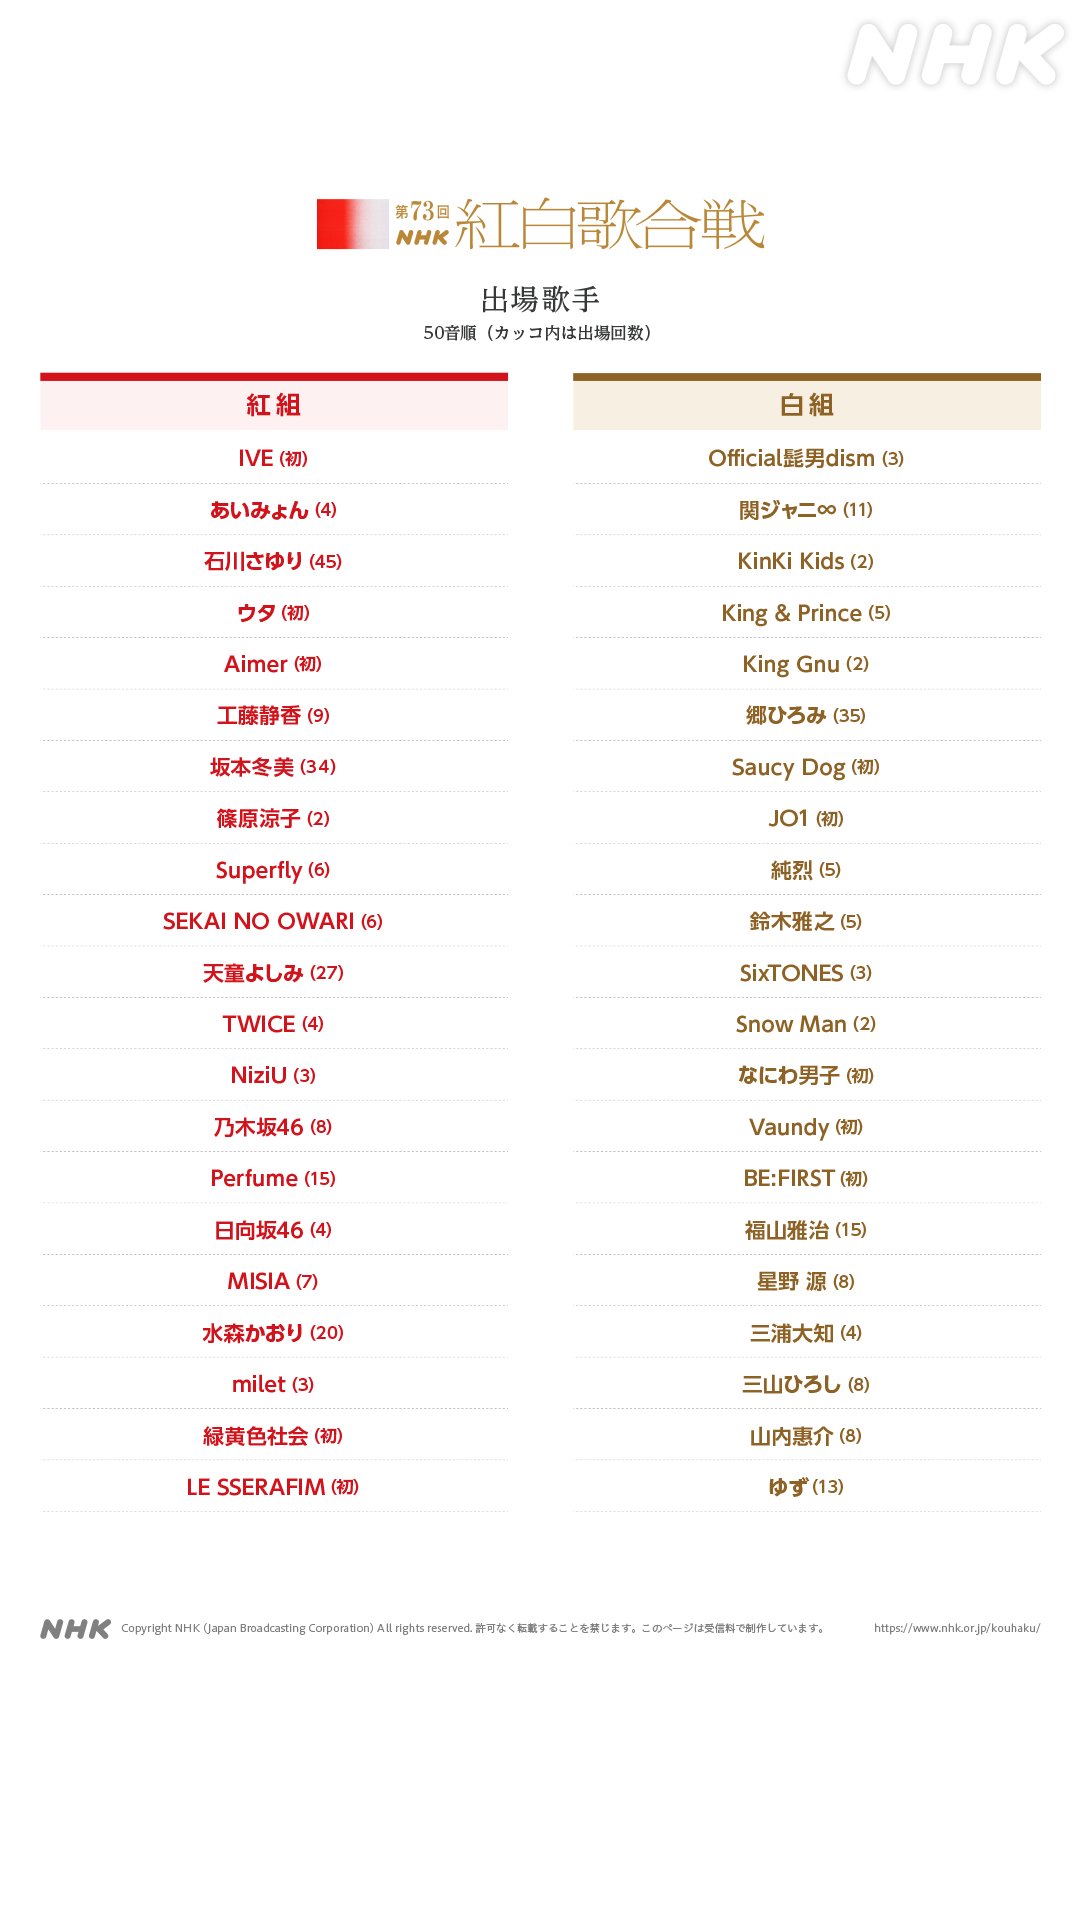 NHK
第73回
NHK
紅白歌合戦
出場歌手
50音順（カッコ内は出場回数）
紅組
IVE (初)
あいみょん (4)
石川さゆり (45)
ウタ (初)
Aimer (初)
工藤静香 (9)
坂本冬美 (34)
篠原涼子 (2)
Superfly (6)
SEKAI NO OWARI (6)
天童よしみ (27)
TWICE (4)
NiziU (3)
乃木坂46 (8)
Perfume (15)
日向坂46 (4)
MISIA (7)
水森かおり (20)
milet (3)
緑黄色社会 (初)
LE SSERAFIM (初)
白組
Official髭男dism (3)
関ジャニ∞ (11)
KinKi Kids (2)
King & Prince (5)
King Gnu (2)
郷ひろみ (35)
Saucy Dog (初)
JO1 (初)
純烈 (5)
鈴木雅之 (5)
SixTONES (3)
Snow Man (2)
なにわ男子 (初)
Vaundy (初)
BE:FIRST (初)
福山雅治 (15)
星野 源 (8)
三浦大知 (4)
三山ひろし (8)
山内惠介 (8)
ゆず (13)
NHK Copyright NHK (Japan Broadcasting Corporation) All rights reserved. 許可なく転載することを禁じます。このページは受信料で制作しています。 https://www.nhk.or.jp/kouhaku/